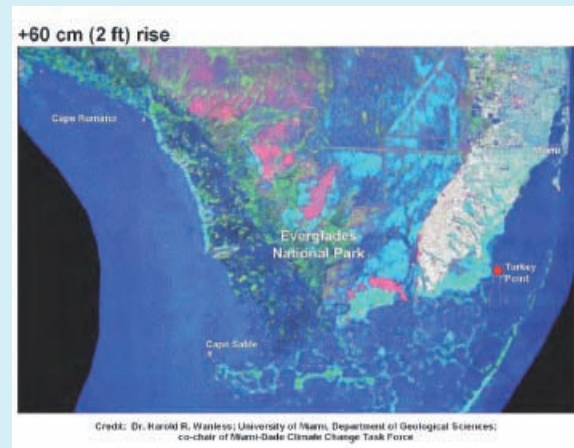 +60 cm (2 ft) rise
Cape Romano
Miami
Everglades
National Park
Turkey
Point
Cape Sable
Credit: Dr. Harold R. Wanless; University of Miami, Department of Geological Sciences;
co-chair of Miami-Dade Climate Change Task Force